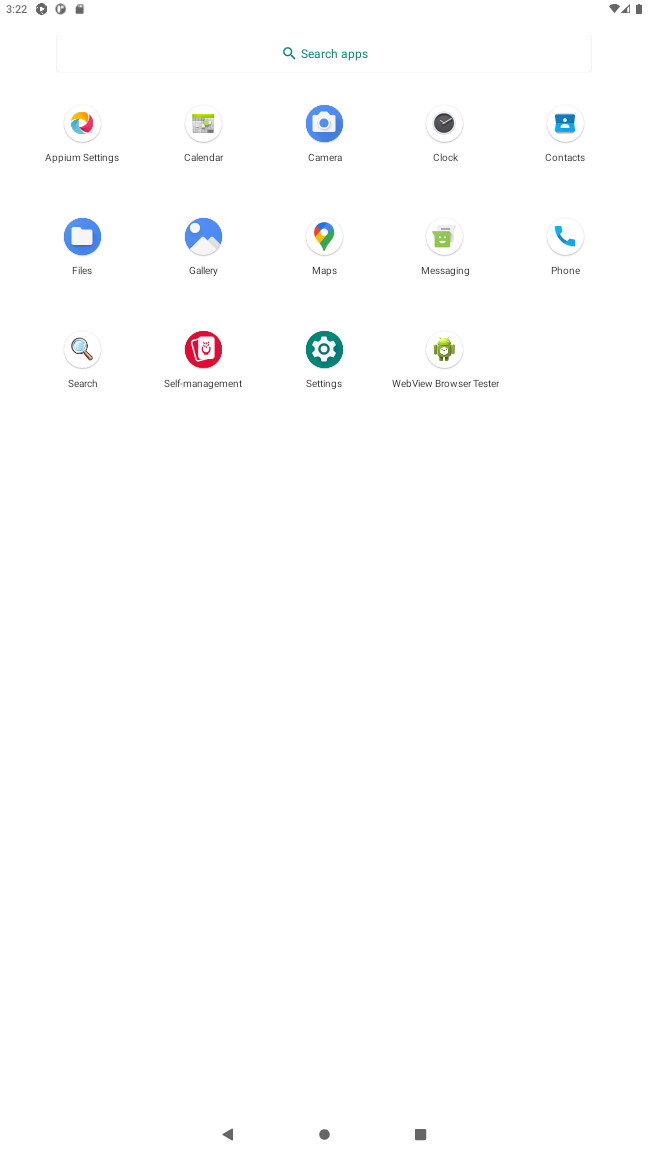 3:22
Search apps
Appium Settings
Calendar
Camera
Clock
Contacts
Files
Gallery
Maps
Messaging
Phone
Search
Self-management
Settings
WebView Browser Tester